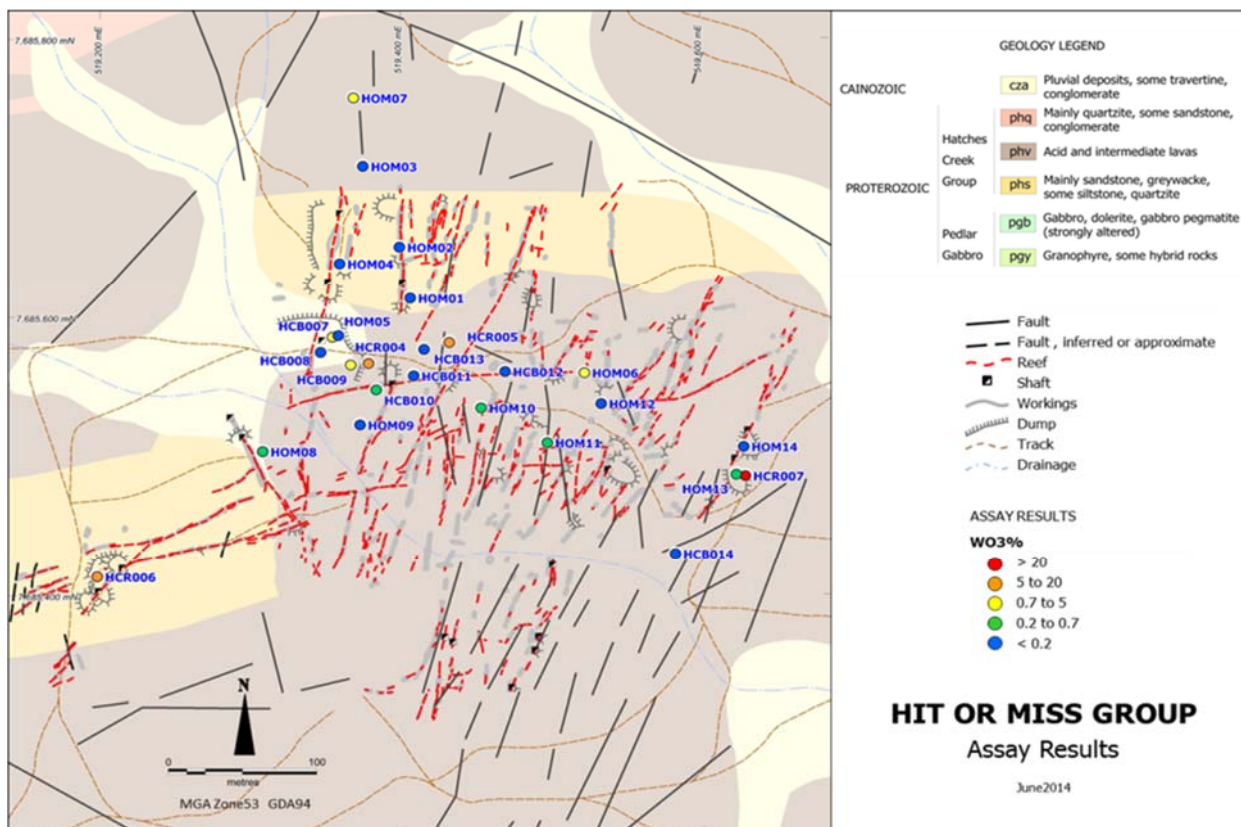 7,685,800 mN
519,200 mE
519,400 mE
519,600 mE
HOM07
HOM03
HOM02
HOM04
HOM01
7,685,600 mN
HCB007
HOM05
HCR004
HCR005
HCB008
HCB013
HCB009
HCB011
HCB012
HOM06
HCB010
HOM12
HOM10
HOM09
HOM11
HOM14
HOM08
HOM13
HCR007
HCB014
HCR006
7,685,400 mN
N
0
100
metres
MGA Zone53 GDA94
GEOLOGY LEGEND
CAINOZOIC
cza
Pluvial deposits, some travertine,
conglomerate
PROTEROZOIC
Hatches
Creek
Group
phq
Mainly quartzite, some sandstone,
conglomerate
phv
Acid and intermediate lavas
phs
Mainly sandstone, greywacke,
some siltstone, quartzite
Pedlar
Gabbro
pgb
Gabbro, dolerite, gabbro pegmatite
(strongly altered)
pgy
Granophyre, some hybrid rocks
Fault
Fault , inferred or approximate
Reef
Shaft
Workings
Dump
Track
Drainage
ASSAY RESULTS
WO3%
> 20
5 to 20
0.7 to 5
0.2 to 0.7
< 0.2
HIT OR MISS GROUP
Assay Results
June2014